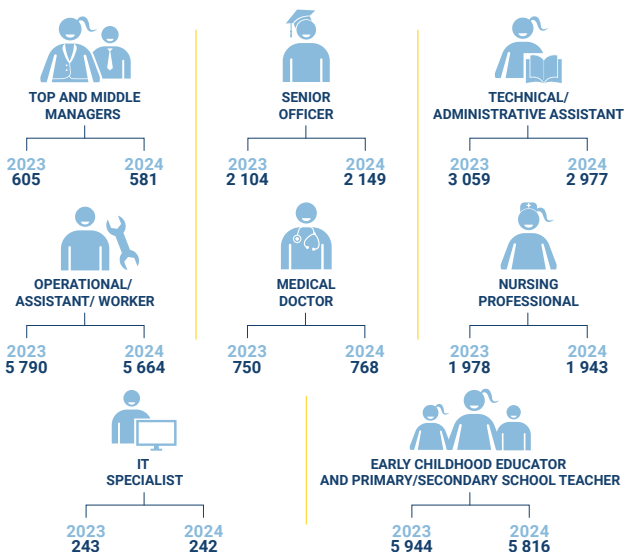 TOP AND MIDDLE
MANAGERS
2023
605
2024
581
SENIOR
OFFICER
2023
2 104
2024
2 149
TECHNICAL/
ADMINISTRATIVE ASSISTANT
2023
3 059
2024
2 977
OPERATIONAL/
ASSISTANT/ WORKER
2023
5 790
2024
5 664
MEDICAL
DOCTOR
2023
750
2024
768
NURSING
PROFESSIONAL
2023
1 978
2024
1 943
IT
SPECIALIST
2023
243
2024
242
EARLY CHILDHOOD EDUCATOR
AND PRIMARY/SECONDARY SCHOOL TEACHER
2023
5 944
2024
5 816